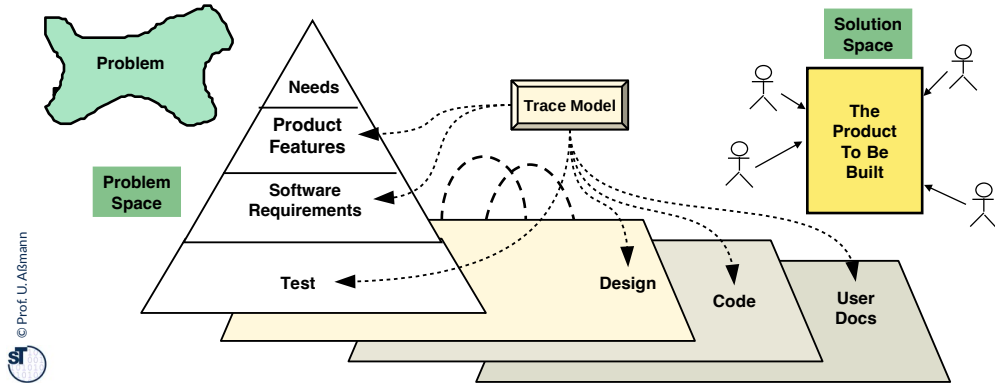 Problem
Needs
Product
Features
Software
Requirements
Test
Problem
Space
Trace Model
Design
Code
User
Docs
Solution
Space
The
Product
To Be
Built
© Prof. U. Aßmann
ST